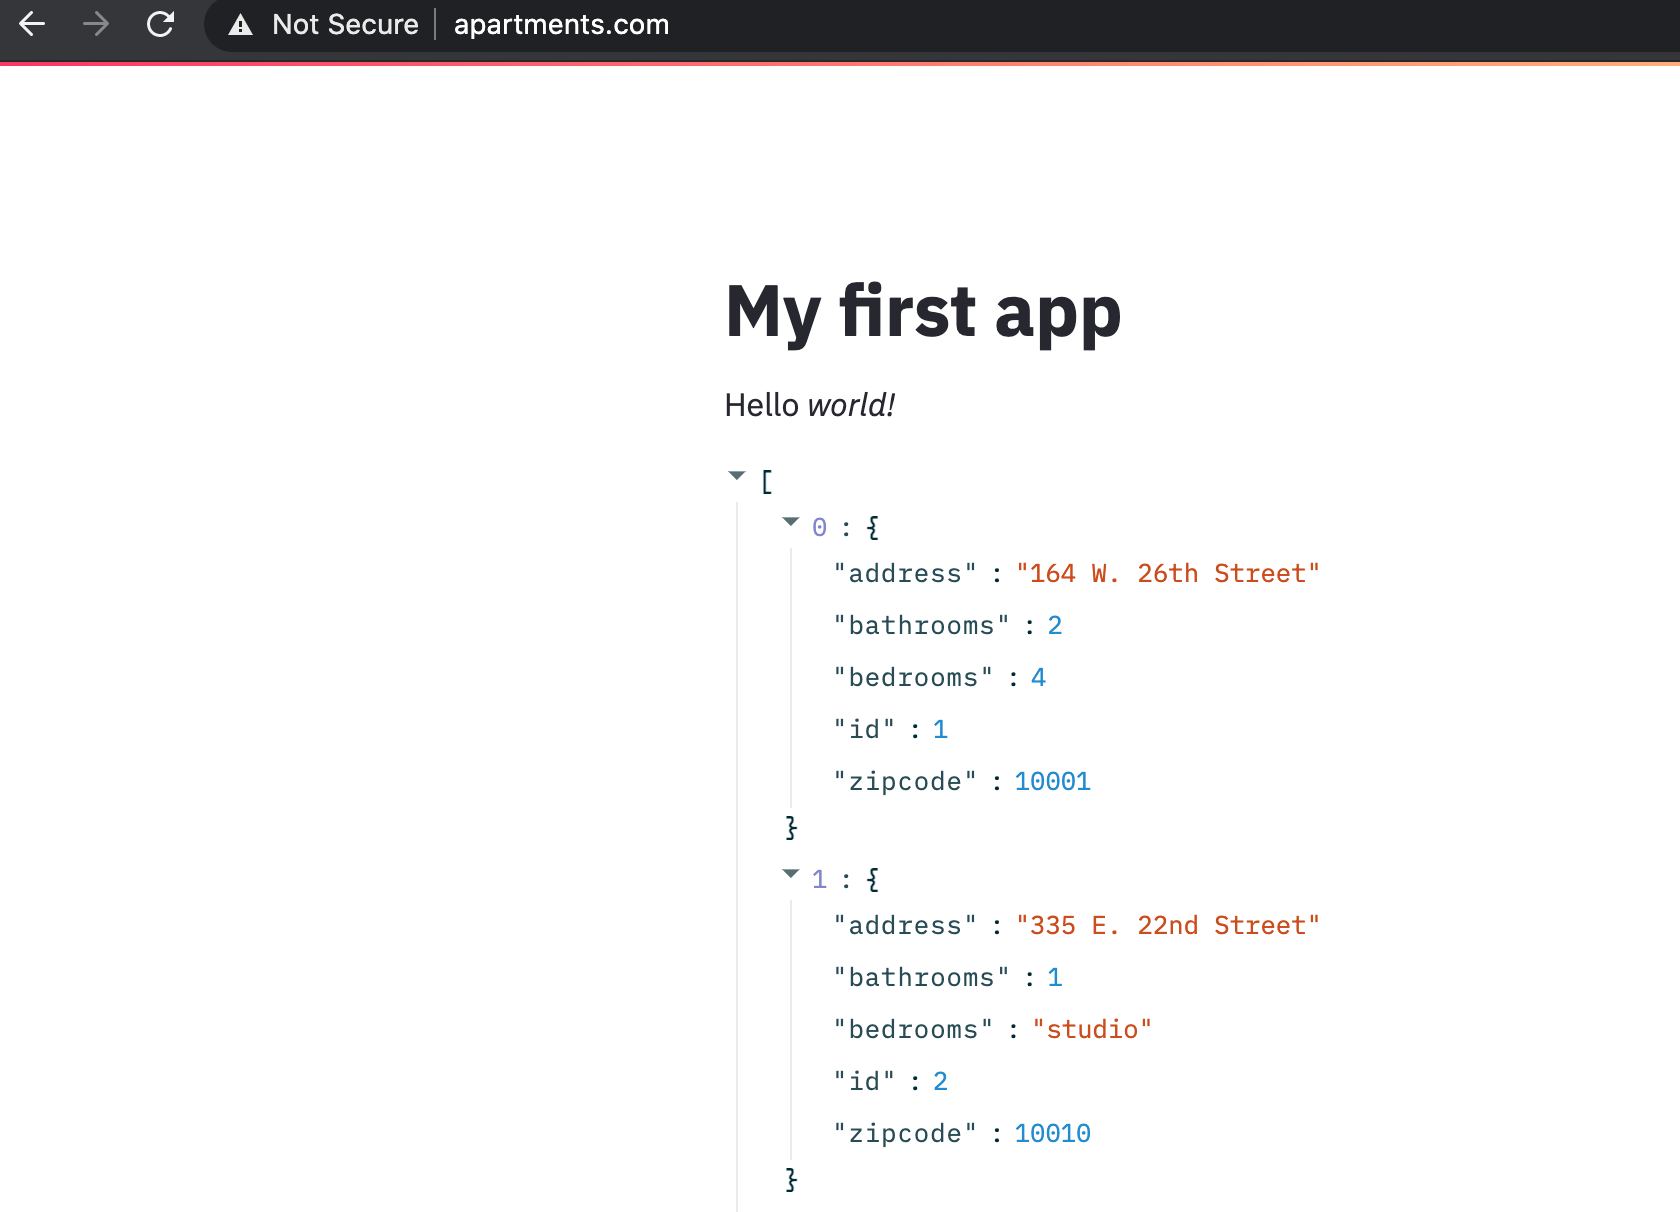 Not Secure | apartments.com
My first app
Hello world!
[
0 : {
"address" : "164 W. 26th Street"
"bathrooms" : 2
"bedrooms" : 4
"id" : 1
"zipcode" : 10001
}
1 : {
"address" : "335 E. 22nd Street"
"bathrooms" : 1
"bedrooms" : "studio"
"id" : 2
"zipcode" : 10010
}